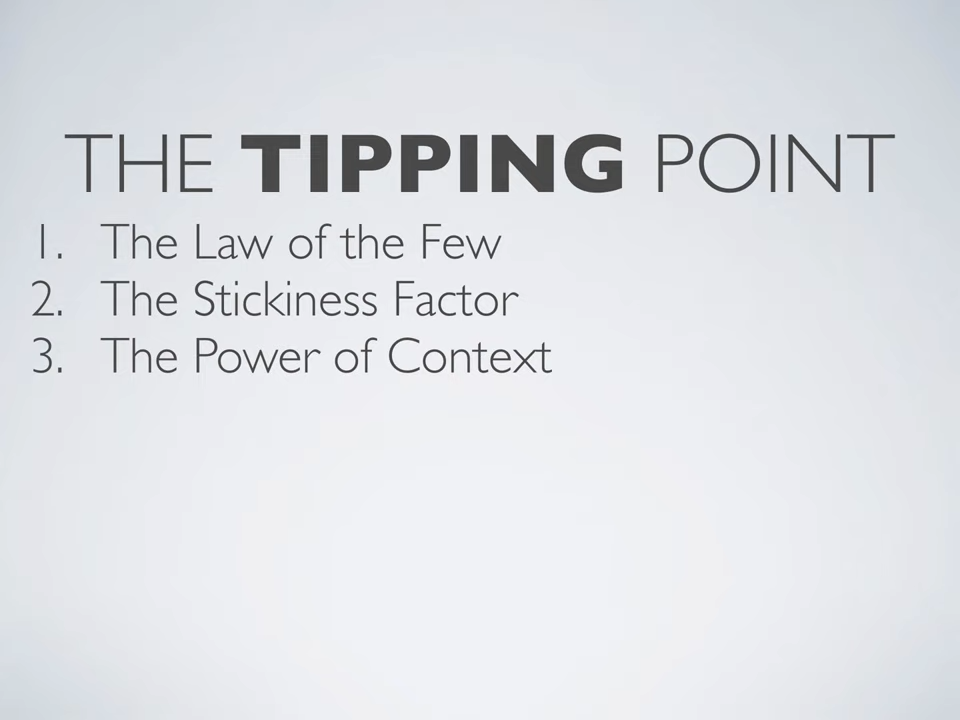 THE TIPPING POINT
1. The Law of the Few
2. The Stickiness Factor
3. The Power of Context